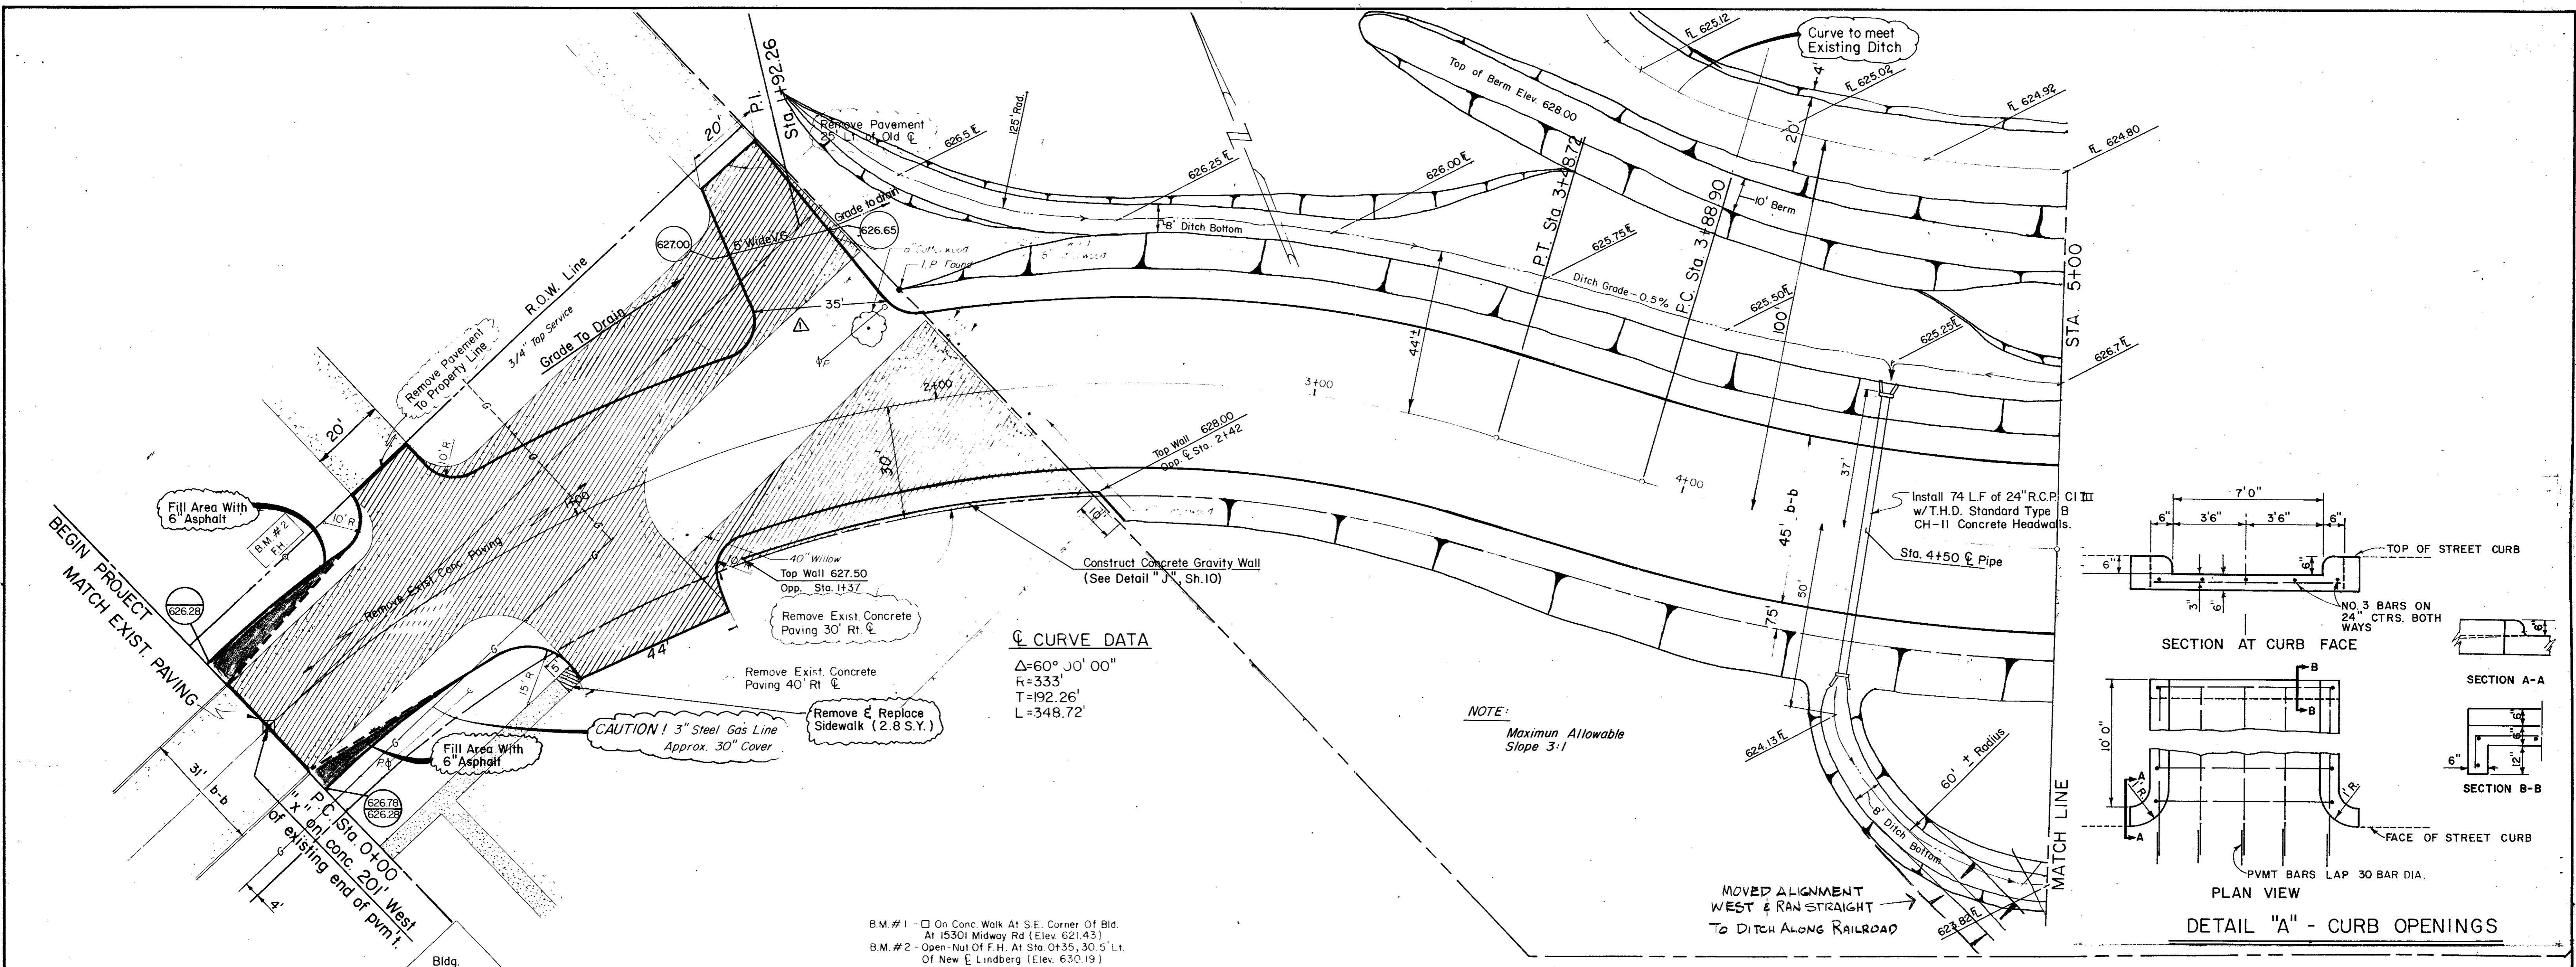 P.I.
Sta. 1+92.26
20'
Remove Pavement
25' Lt. of Old ℄
626.5 ℄
125' Rad.
626.25 ℄
626.00 ℄
Top of Berm Elev. 628.00
FL 625.12
Curve to meet
Existing Ditch
4'
FL 625.02
FL 624.92
20'
FL 624.80
P.T. Sta. 3+48.72
P.C. Sta. 3+88.90
10' Berm
STA. 5+00
627.00
5' Wide V.G
Grade to drain
626.65
8' Ditch Bottom
I.P. Found
625.75 ℄
Ditch Grade - 0.5%
625.50 ℄
100'
625.25 ℄
626.7 FL
R.O.W. Line
3/4" Tap Service
Grade To Drain
35'
1
44'±
Remove Pavement
To Property Line
10' R
20'
2+00
3+00
30'
4+00
37'
Top Wall 628.00
Opp. ℄ Sta. 2+42
Fill Area With
6" Asphalt
B.M. #2
F.H.
10' R
1+00
Remove Exist. Conc. Paving
BEGIN PROJECT
MATCH EXIST. PAVING
626.28
40" Willow
Top Wall 627.50
Opp. Sta. 1+37
10'
Construct Concrete Gravity Wall
(See Detail "J", Sh.10)
45' b-b
Install 74 L.F of 24" R.C.P. Cl III
w/T.H.D. Standard Type B
CH-11 Concrete Headwalls.
Sta. 4+50 ℄ Pipe
50'
75'
Remove Exist. Concrete
Paving 30' Rt. ℄
44'
Remove Exist. Concrete
Paving 40' Rt ℄
5'
15' R
Remove & Replace
Sidewalk (2.8 S.Y.)
CAUTION! 3" Steel Gas Line
Approx. 30" Cover
Fill Area With
6" Asphalt
31' b-b
626.78
626.28
P.C. Sta. 0+00
"X" on conc. 201' West
of existing end of pvm't.
4'
Bldg.
℄ CURVE DATA
Δ=60° 00' 00"
R=333'
T=192.26'
L=348.72'
NOTE:
Maximun Allowable
Slope 3:1
624.13 FL
60' ± Radius
8' Ditch
Bottom
623.82 FL
MATCH LINE
MOVED ALIGNMENT
WEST & RAN STRAIGHT
TO DITCH ALONG RAILROAD
B.M. #1 - □ On Conc. Walk At S.E. Corner Of Bld.
At 15301 Midway Rd (Elev. 621.43)
B.M. #2 - Open-Nut Of F.H. At Sta. 0+35, 30.5' Lt.
Of New ℄ Lindberg (Elev. 630.19)
7'0"
6" 3'6" 3'6" 6"
6"
6"
TOP OF STREET CURB
3"
6"
NO. 3 BARS ON
24" CTRS. BOTH
WAYS
SECTION AT CURB FACE
6"
SECTION A-A
B
B
10'0"
6"
6"
12"
6"
SECTION B-B
A
1' R.
1' R.
A
FACE OF STREET CURB
PVMT BARS LAP 30 BAR DIA.
PLAN VIEW
DETAIL "A" - CURB OPENINGS